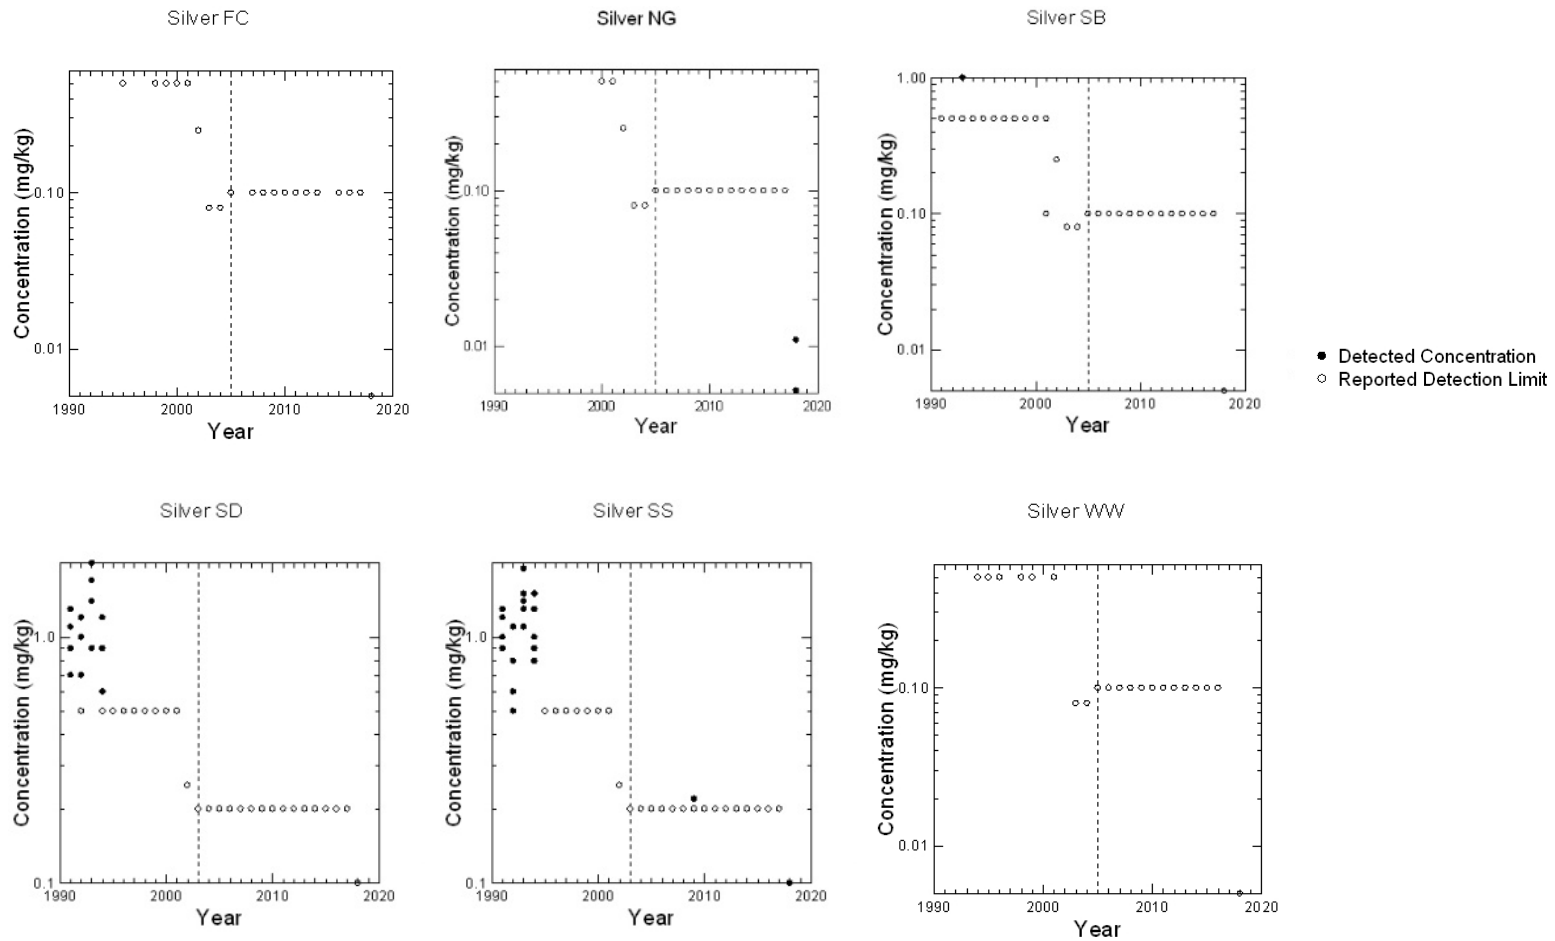 Silver FC
Concentration (mg/kg)
0.10
0.01
1990 2000 2010 2020
Year
Silver NG
Concentration (mg/kg)
0.10
0.01
1990 2000 2010 2020
Year
Silver SB
Concentration (mg/kg)
1.00
0.10
0.01
1990 2000 2010 2020
Year
Detected Concentration
Reported Detection Limit
Silver SD
Concentration (mg/kg)
1.0
0.1
1990 2000 2010 2020
Year
Silver SS
Concentration (mg/kg)
1.0
0.1
1990 2000 2010 2020
Year
Silver WW
Concentration (mg/kg)
0.10
0.01
1990 2000 2010 2020
Year